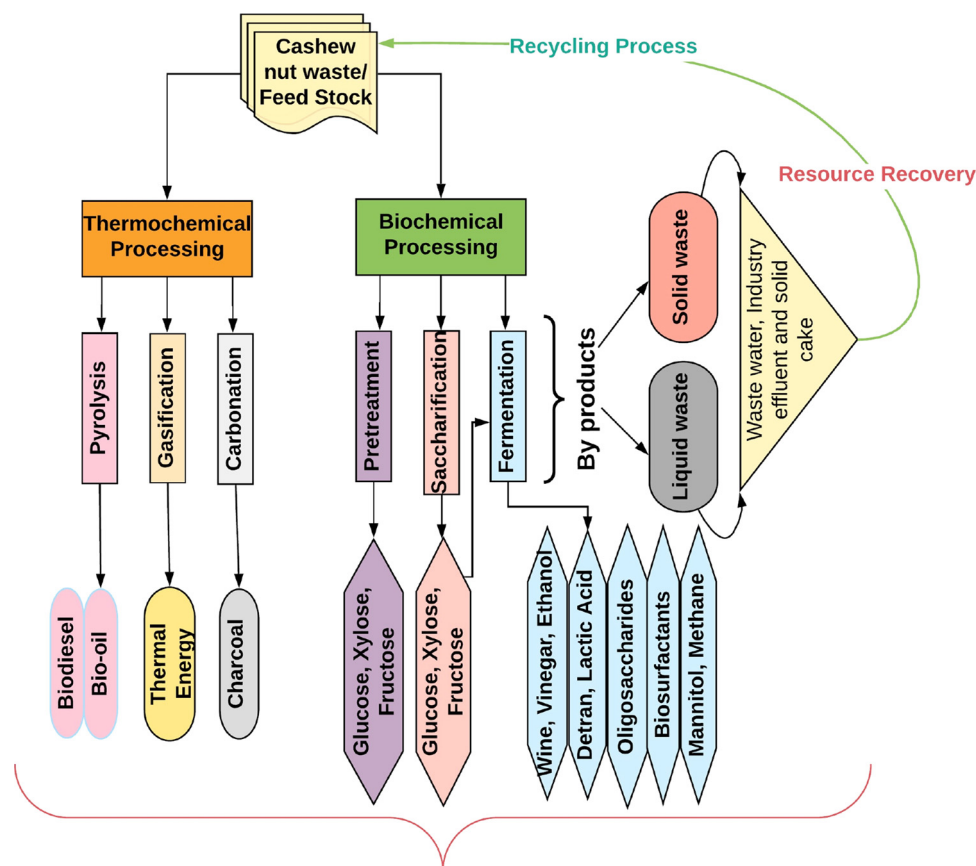 Cashew
nut waste/
Feed Stock
Recycling Process
Resource Recovery
Thermochemical
Processing
Biochemical
Processing
Pyrolysis
Gasification
Carbonation
Pretreatment
Saccharification
Fermentation
By products
Solid waste
Liquid waste
Waste water, Industry
effluent and solid
cake
Biodiesel
Bio-oil
Thermal
Energy
Charcoal
Glucose, Xylose,
Fructose
Glucose, Xylose,
Fructose
Wine, Vinegar, Ethanol
Detran, Lactic Acid
Oligosaccharides
Biosurfactants
Mannitol, Methane